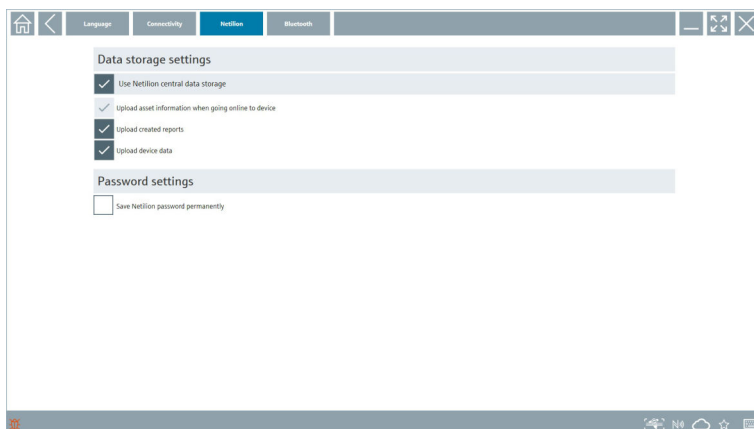 Language Connectivity Netilion Bluetooth
Data storage settings
Use Netilion central data storage
Upload asset information when going online to device
Upload created reports
Upload device data
Password settings
Save Netilion password permanently